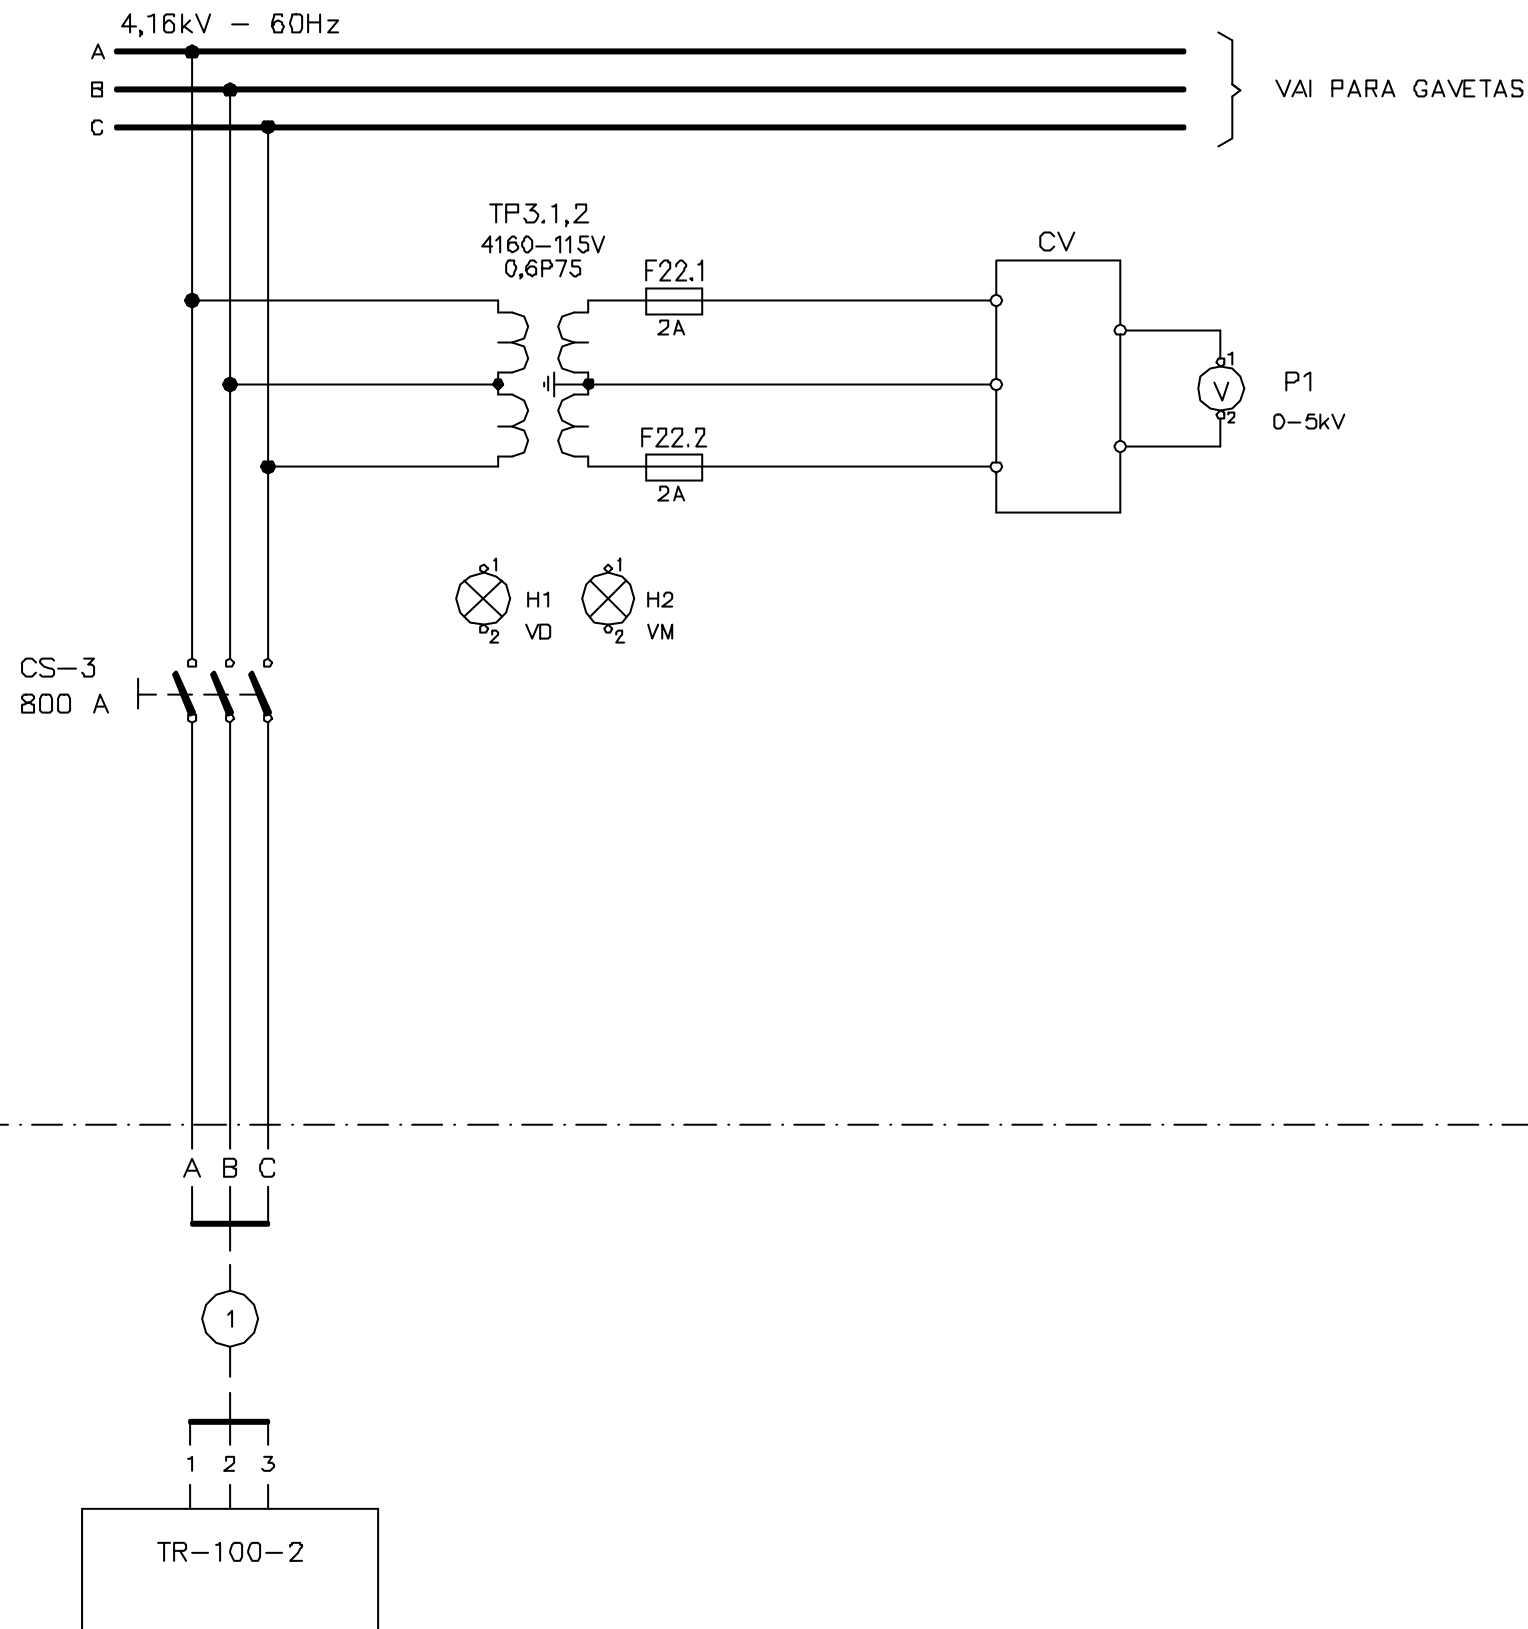 4,16kV - 60Hz
A
B
C
VAI PARA GAVETAS
TP3.1,2
4160-115V
0,6P75
F22.1
2A
CV
1
V
2
P1
0-5kV
F22.2
2A
1
H1
2
VD
1
H2
2
VM
CS-3
800 A
A B C
1
1 2 3
TR-100-2